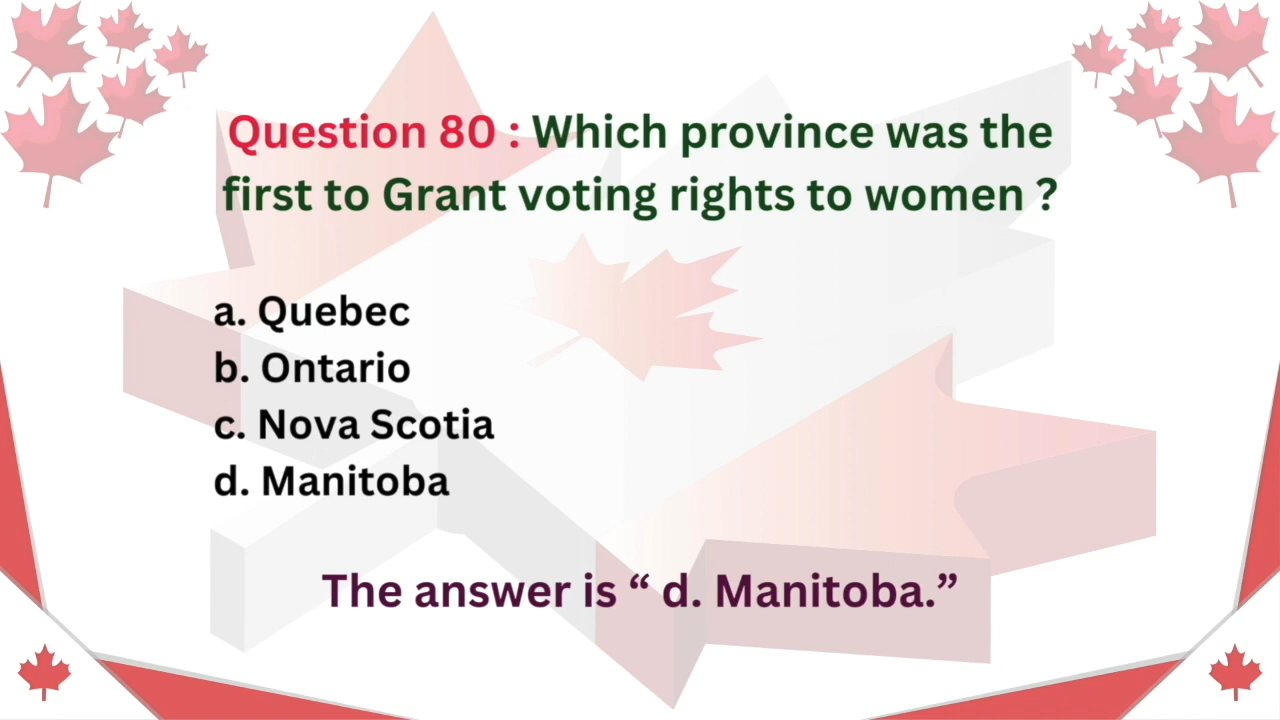 Question 80 : Which province was the
first to Grant voting rights to women ?
a. Quebec
b. Ontario
c. Nova Scotia
d. Manitoba
The answer is “ d. Manitoba.”